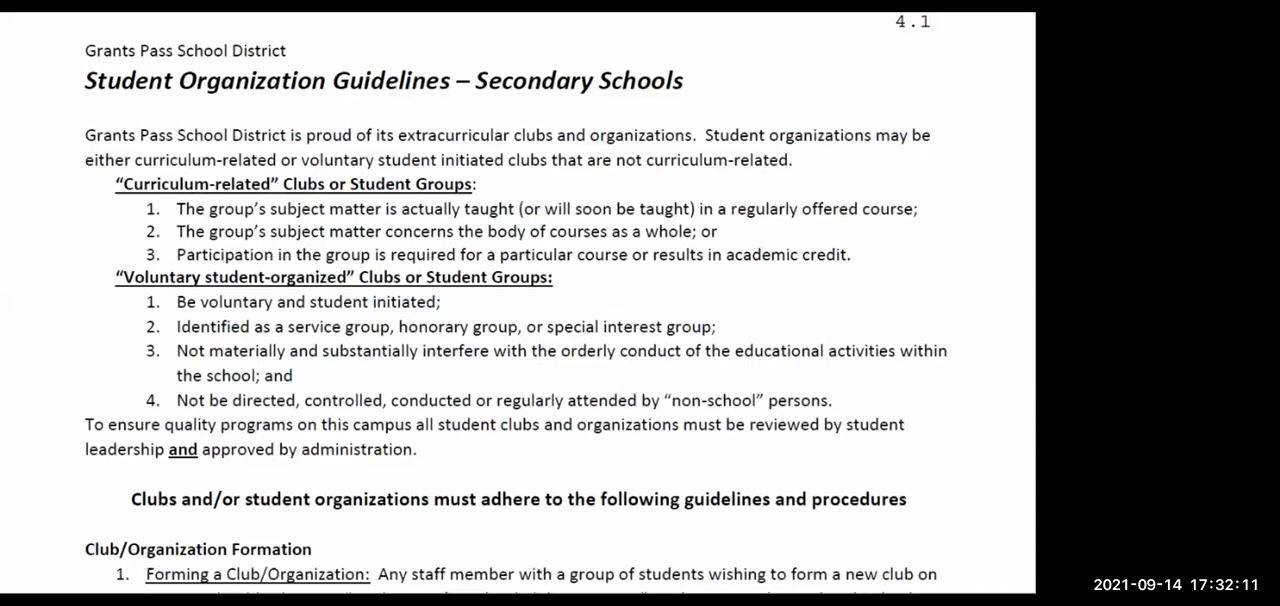 4.1
Grants Pass School District
Student Organization Guidelines – Secondary Schools
Grants Pass School District is proud of its extracurricular clubs and organizations.  Student organizations may be
either curriculum-related or voluntary student initiated clubs that are not curriculum-related.
“Curriculum-related” Clubs or Student Groups:
1. The group’s subject matter is actually taught (or will soon be taught) in a regularly offered course;
2. The group’s subject matter concerns the body of courses as a whole; or
3. Participation in the group is required for a particular course or results in academic credit.
“Voluntary student-organized” Clubs or Student Groups:
1. Be voluntary and student initiated;
2. Identified as a service group, honorary group, or special interest group;
3. Not materially and substantially interfere with the orderly conduct of the educational activities within
the school; and
4. Not be directed, controlled, conducted or regularly attended by “non-school” persons.
To ensure quality programs on this campus all student clubs and organizations must be reviewed by student
leadership and approved by administration.
Clubs and/or student organizations must adhere to the following guidelines and procedures
Club/Organization Formation
1. Forming a Club/Organization:  Any staff member with a group of students wishing to form a new club on
2021-09-14 17:32:11